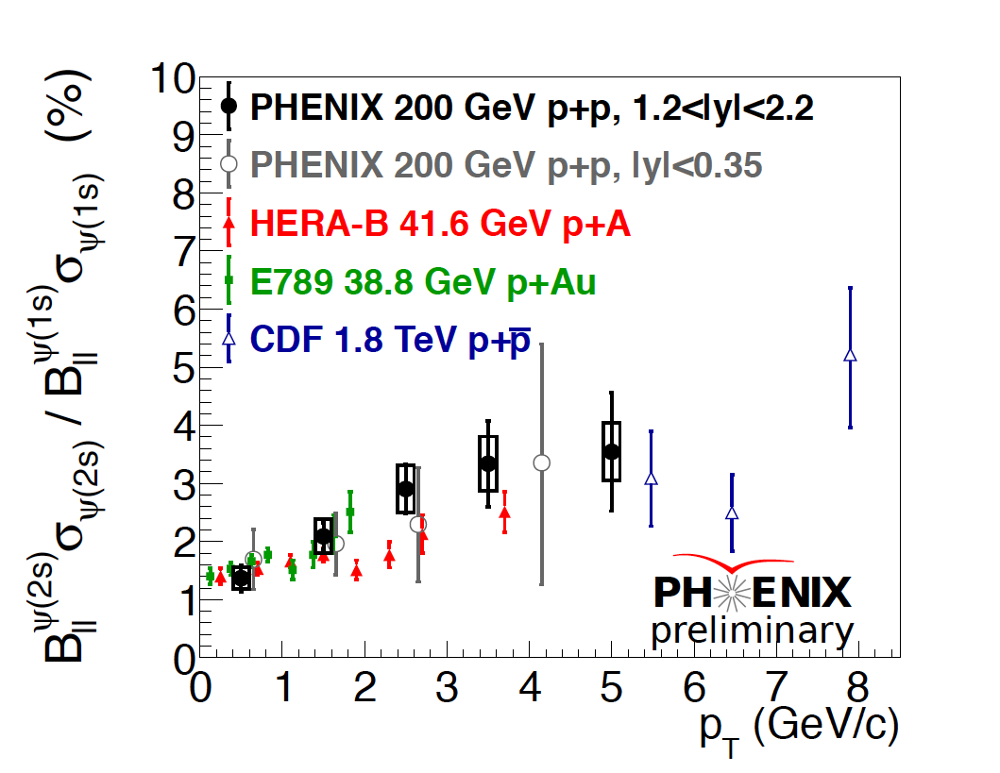 B_ll^ψ(2s) σ_ψ(2s) / B_ll^ψ(1s) σ_ψ(1s) (%)
10
9
8
7
6
5
4
3
2
1
0
PHENIX 200 GeV p+p, 1.2<|y|<2.2
PHENIX 200 GeV p+p, |y|<0.35
HERA-B 41.6 GeV p+A
E789 38.8 GeV p+Au
CDF 1.8 TeV p+p̅
PHENIX
preliminary
0 1 2 3 4 5 6 7 8
p_T (GeV/c)